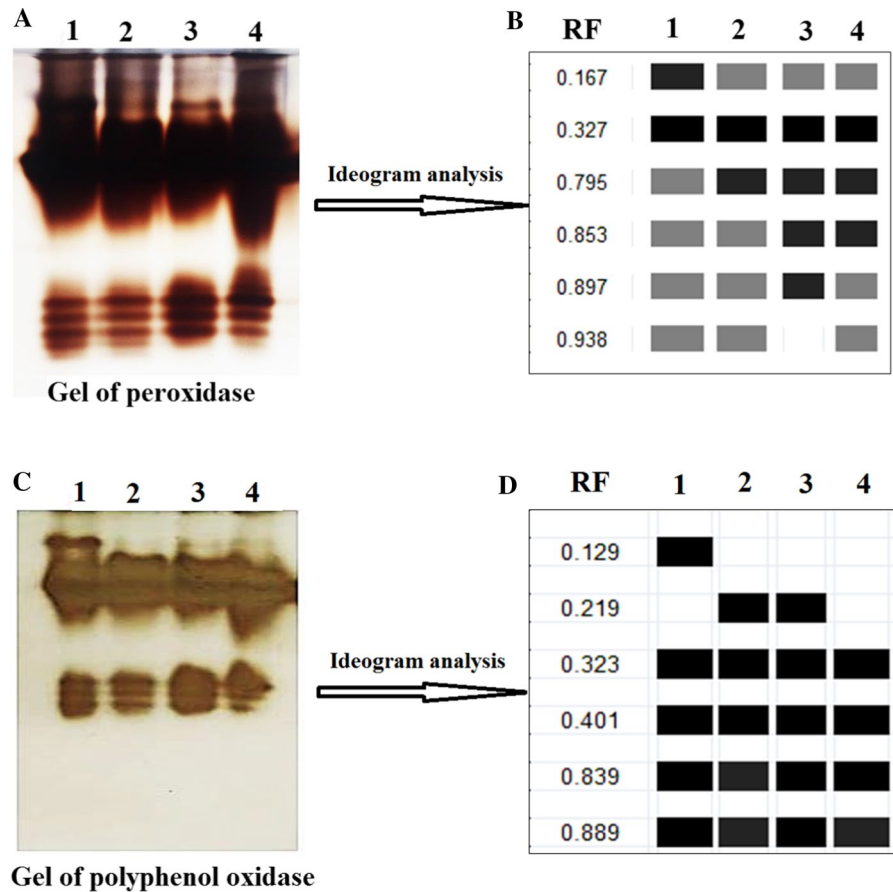 A
1 2 3 4
Gel of peroxidase
Ideogram analysis
B
RF 1 2 3 4
0.167
0.327
0.795
0.853
0.897
0.938
C
1 2 3 4
Gel of polyphenol oxidase
Ideogram analysis
D
RF 1 2 3 4
0.129
0.219
0.323
0.401
0.839
0.889